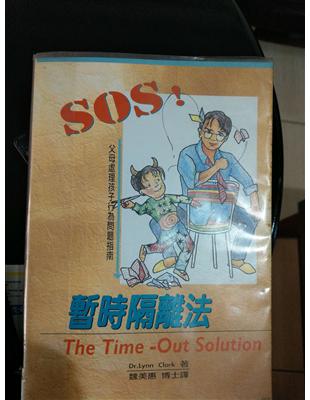 SOS!
父母處理孩子行為問題指南
暫時隔離法
The Time -Out Solution
Dr.Lynn Clark 著
魏美惠 博士譯